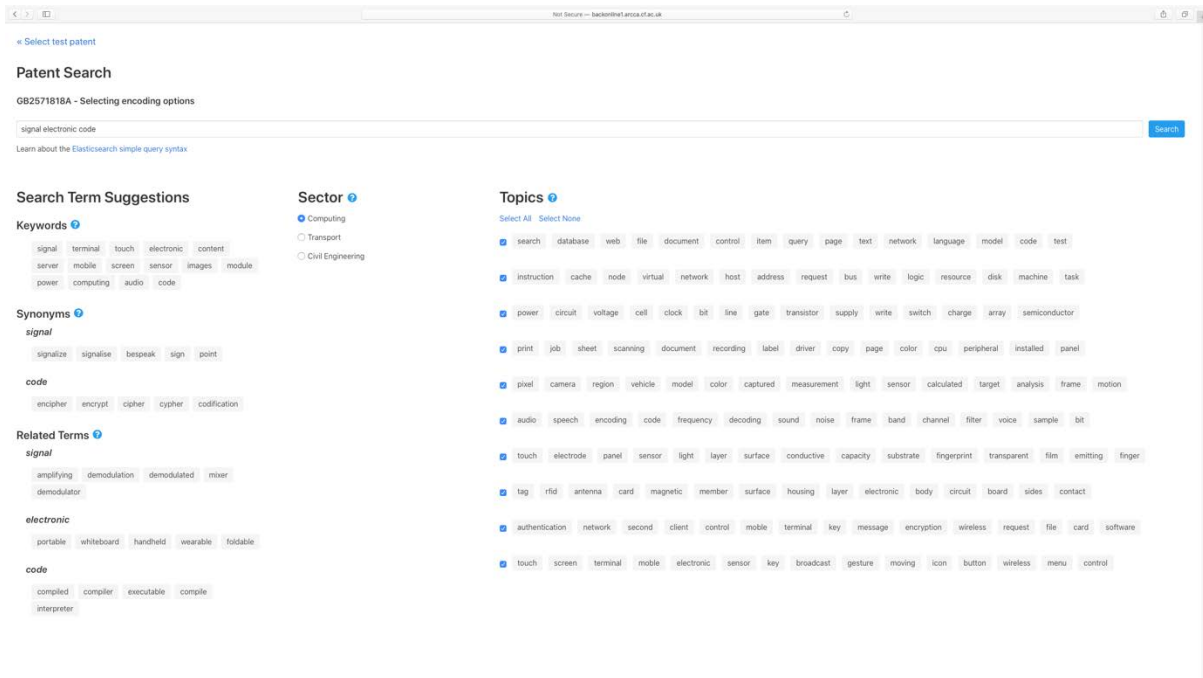 Not Secure — backonline1.arcca.cf.ac.uk
« Select test patent
Patent Search
GB2571818A - Selecting encoding options
signal electronic code
Search
Learn about the Elasticsearch simple query syntax
Search Term Suggestions
Keywords ?
signal terminal touch electronic content
server mobile screen sensor images module
power computing audio code
Synonyms ?
signal
signalize signalise bespeak sign point
code
encipher encrypt cipher cypher codification
Related Terms ?
signal
amplifying demodulation demodulated mixer
demodulator
electronic
portable whiteboard handheld wearable foldable
code
compiled compiler executable compile
interpreter
Sector ?
Computing
Transport
Civil Engineering
Topics ?
Select All Select None
search database web file document control item query page text network language model code test
instruction cache node virtual network host address request bus write logic resource disk machine task
power circuit voltage cell clock bit line gate transistor supply write switch charge array semiconductor
print job sheet scanning document recording label driver copy page color cpu peripheral installed panel
pixel camera region vehicle model color captured measurement light sensor calculated target analysis frame motion
audio speech encoding code frequency decoding sound noise frame band channel filter voice sample bit
touch electrode panel sensor light layer surface conductive capacity substrate fingerprint transparent film emitting finger
tag rfid antenna card magnetic member surface housing layer electronic body circuit board sides contact
authentication network second client control moble terminal key message encryption wireless request file card software
touch screen terminal moble electronic sensor key broadcast gesture moving icon button wireless menu control